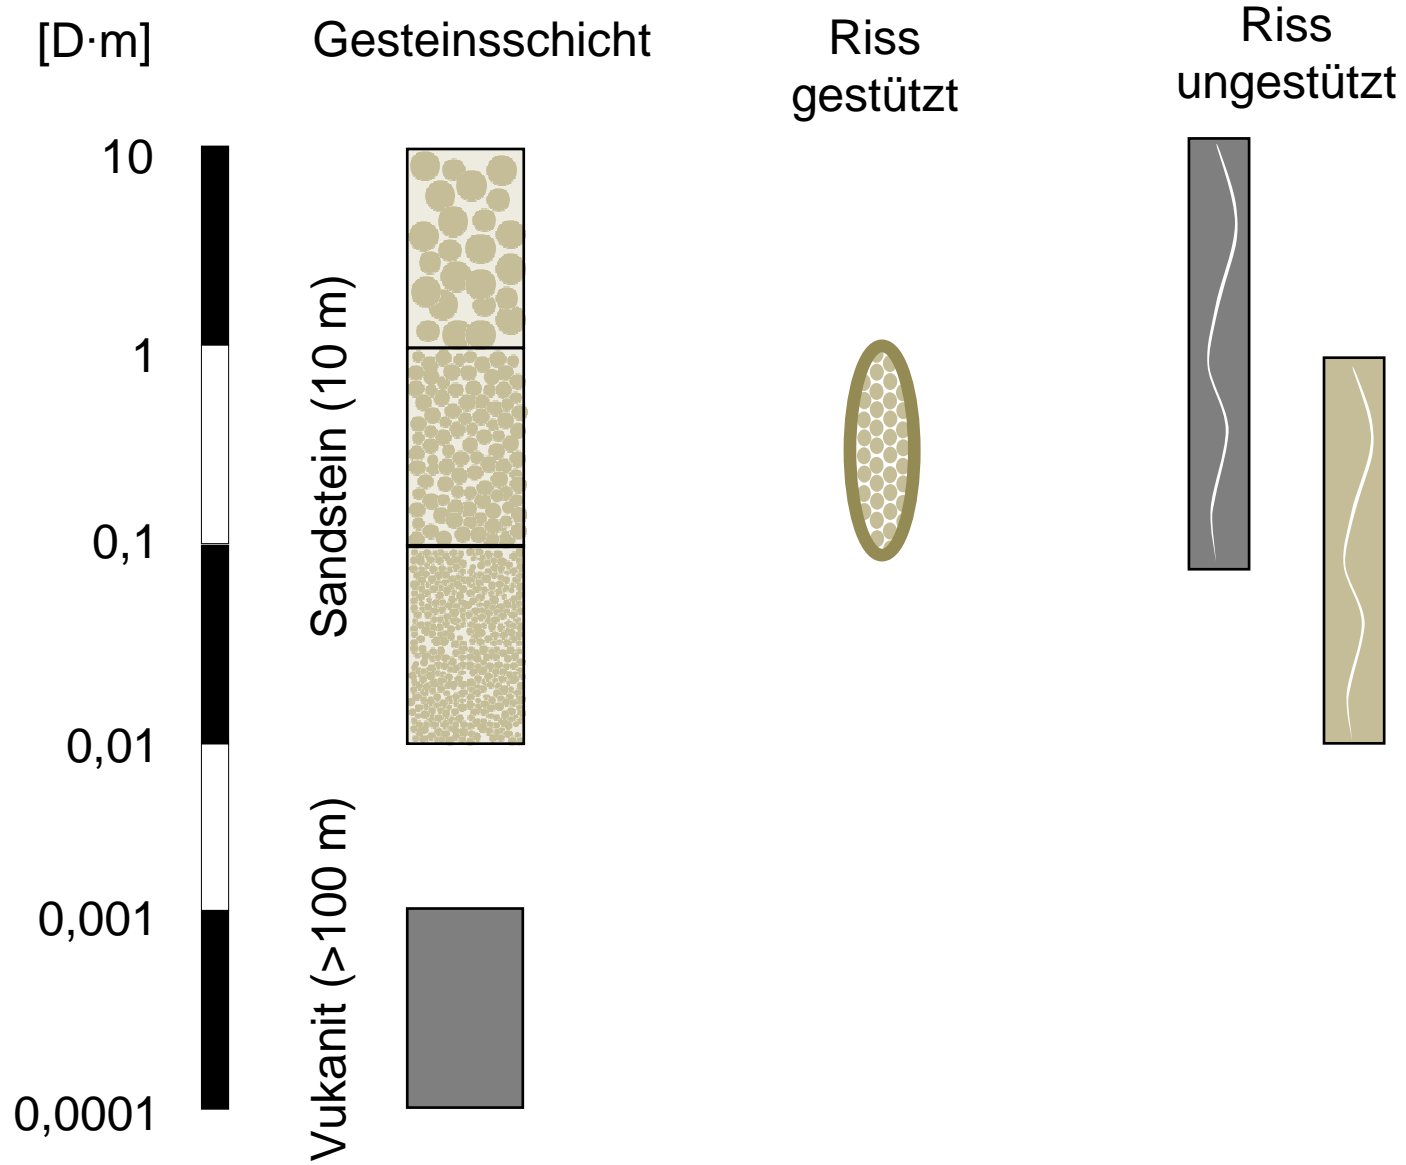 [D·m]
Gesteinsschicht
Riss
gestützt
Riss
ungestützt
10
1
0,1
0,01
0,001
0,0001
Sandstein (10 m)
Vukanit (>100 m)